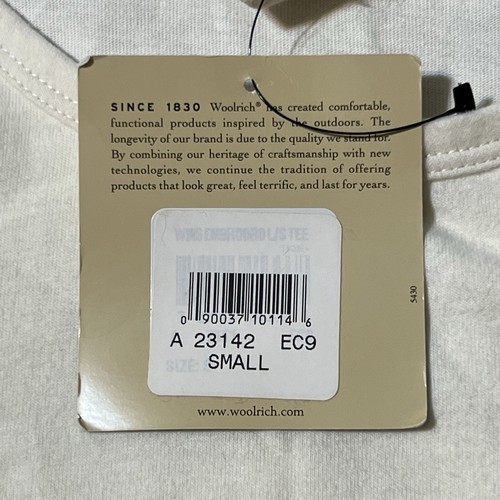 SINCE 1830 Woolrich® has created comfortable,
functional products inspired by the outdoors. The
longevity of our brand is due to the quality we stand for.
By combining our heritage of craftsmanship with new
technologies, we continue the tradition of offering
products that look great, feel terrific, and last for years.
5430
0 90037 10114 6
A 23142 EC9
SMALL
www.woolrich.com